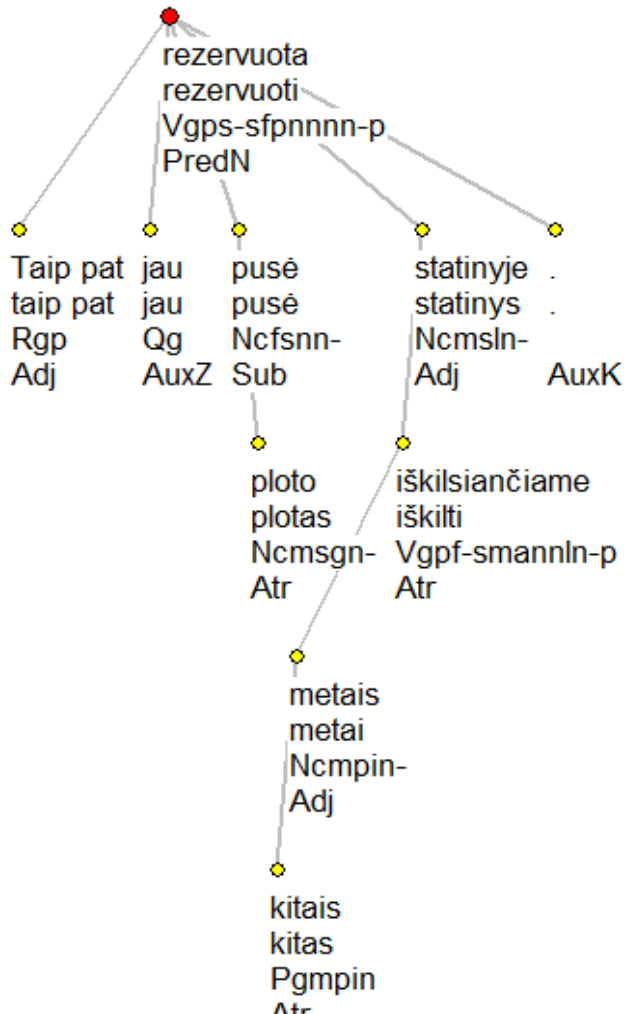 rezervuota
rezervuoti
Vgps-sfpnnnn-p
PredN
Taip pat jau pusė statinyje .
taip pat jau pusė statinys .
Rgp Qg Ncfsnn- Ncmsln-
Adj AuxZ Sub Adj AuxK
ploto iškilsiančiame
plotas iškilti
Ncmsgn- Vgpf-smannln-p
Atr Atr
metais
metai
Ncmpin-
Adj
kitais
kitas
Pgmpin
Atr